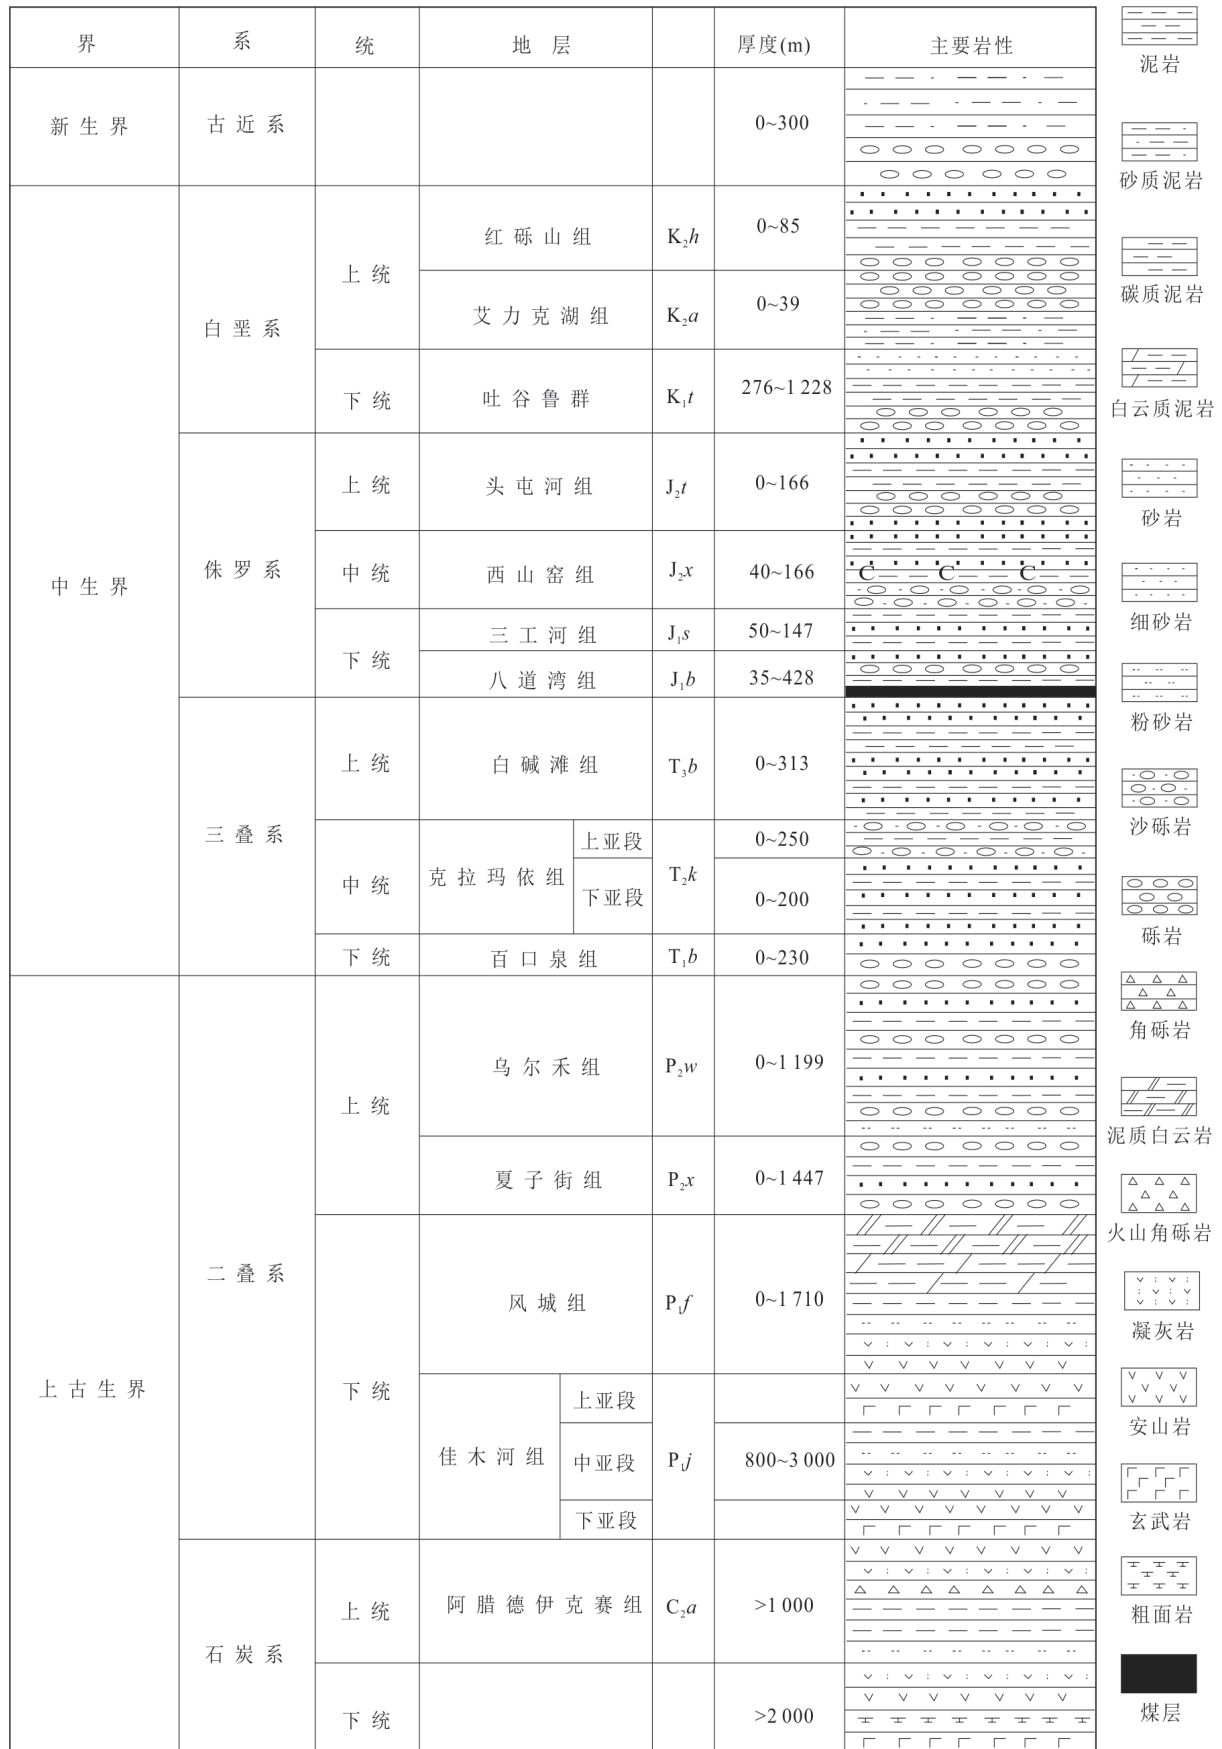 界 系 统 地 层 厚度(m) 主要岩性
新生界 古近系 0~300
中生界 白垩系 上统 红砾山组 K₂h 0~85
艾力克湖组 K₂a 0~39
下统 吐谷鲁群 K₁t 276~1 228
侏罗系 上统 头屯河组 J₂t 0~166
中统 西山窑组 J₂x 40~166
C C C
下统 三工河组 J₁s 50~147
八道湾组 J₁b 35~428
三叠系 上统 白碱滩组 T₃b 0~313
中统 克拉玛依组 T₂k
上亚段 0~250
下亚段 0~200
下统 百口泉组 T₁b 0~230
上古生界 二叠系 上统 乌尔禾组 P₂w 0~1 199
夏子街组 P₂x 0~1 447
下统 风城组 P₁f 0~1 710
佳木河组 P₁j
上亚段
中亚段 800~3 000
下亚段
石炭系 上统 阿腊德伊克赛组 C₂a >1 000
下统 >2 000
泥岩
砂质泥岩
碳质泥岩
白云质泥岩
砂岩
细砂岩
粉砂岩
沙砾岩
砾岩
角砾岩
泥质白云岩
火山角砾岩
凝灰岩
安山岩
玄武岩
粗面岩
煤层